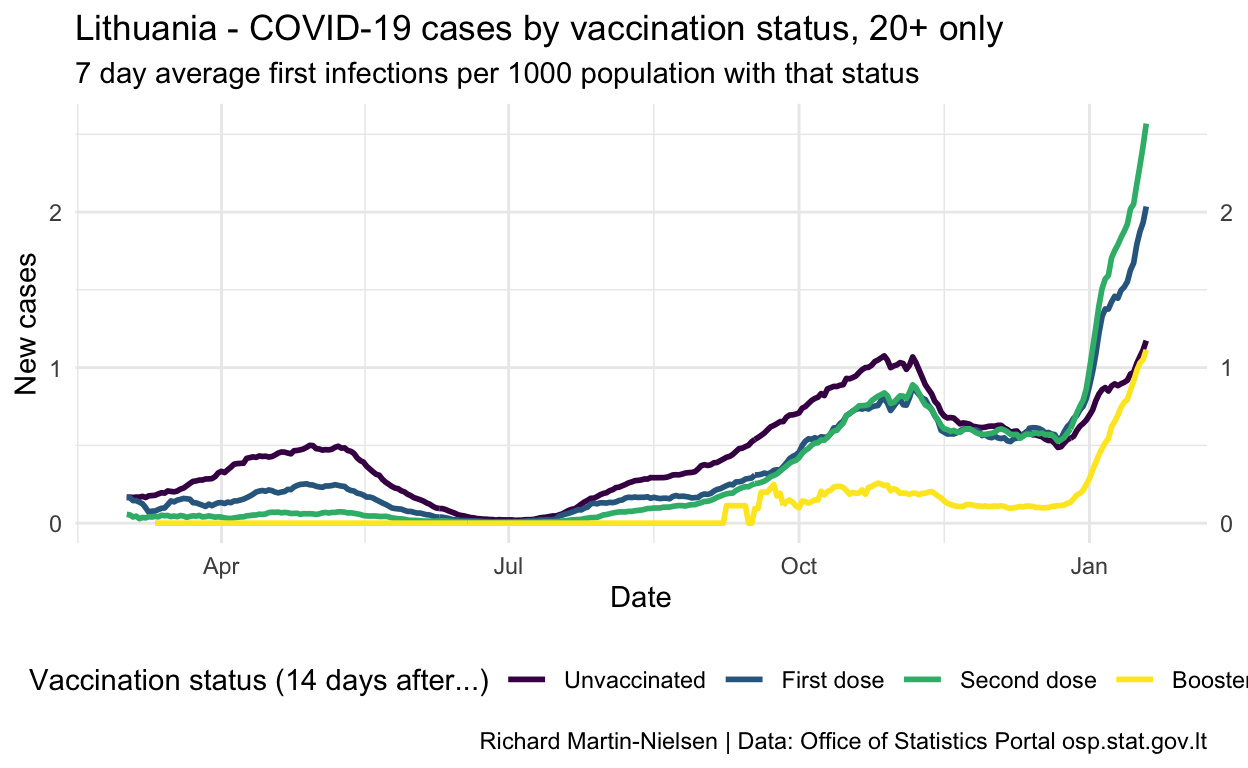 Lithuania - COVID-19 cases by vaccination status, 20+ only
7 day average first infections per 1000 population with that status
New cases
2
1
0
2
1
0
Apr Jul Oct Jan
Date
Vaccination status (14 days after...) Unvaccinated First dose Second dose Booster
Richard Martin-Nielsen | Data: Office of Statistics Portal osp.stat.gov.lt